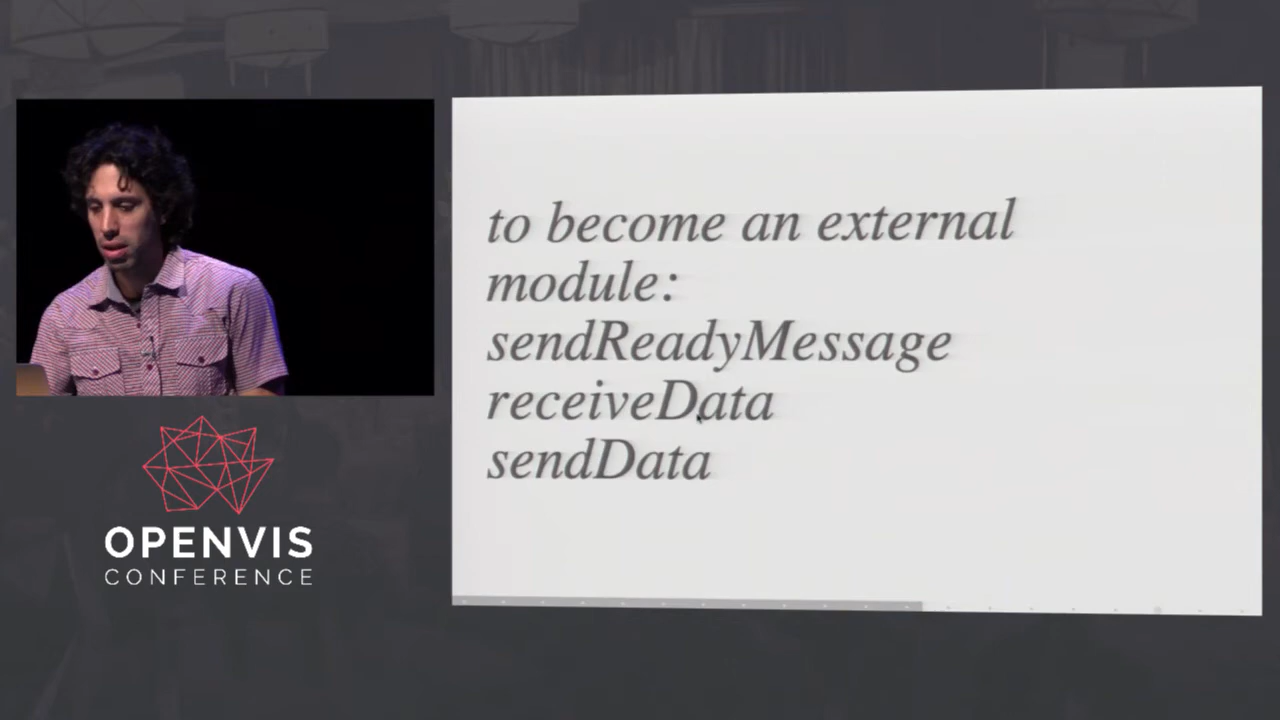 to become an external
module:
sendReadyMessage
receiveData
sendData
OPENVIS
CONFERENCE